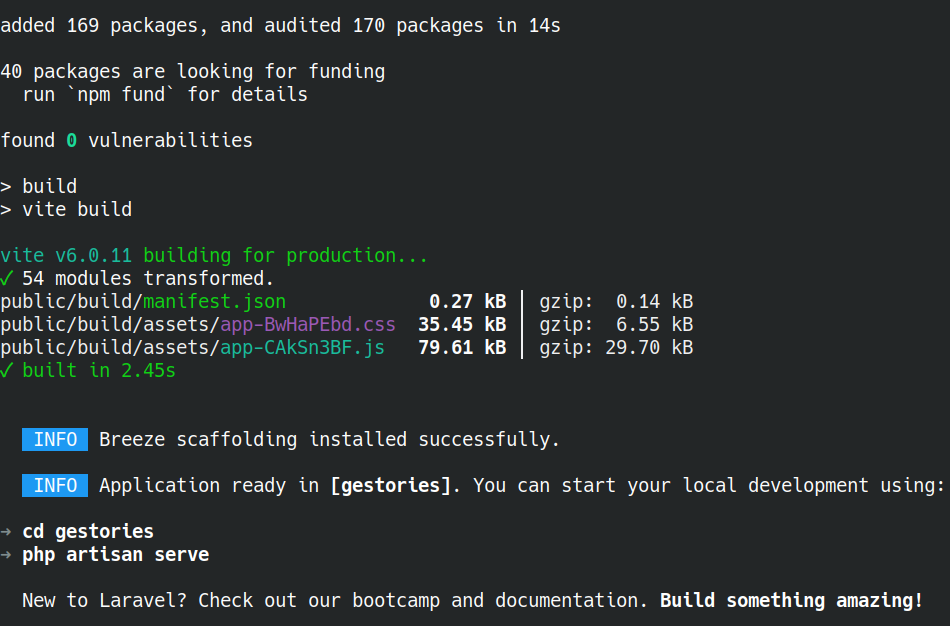 added 169 packages, and audited 170 packages in 14s
40 packages are looking for funding
run `npm fund` for details
found 0 vulnerabilities
> build
> vite build
vite v6.0.11 building for production...
✓ 54 modules transformed.
public/build/manifest.json 0.27 kB │ gzip: 0.14 kB
public/build/assets/app-BwHaPEbd.css 35.45 kB │ gzip: 6.55 kB
public/build/assets/app-CAkSn3BF.js 79.61 kB │ gzip: 29.70 kB
✓ built in 2.45s
INFO Breeze scaffolding installed successfully.
INFO Application ready in [gestories]. You can start your local development using:
➜ cd gestories
➜ php artisan serve
New to Laravel? Check out our bootcamp and documentation. Build something amazing!